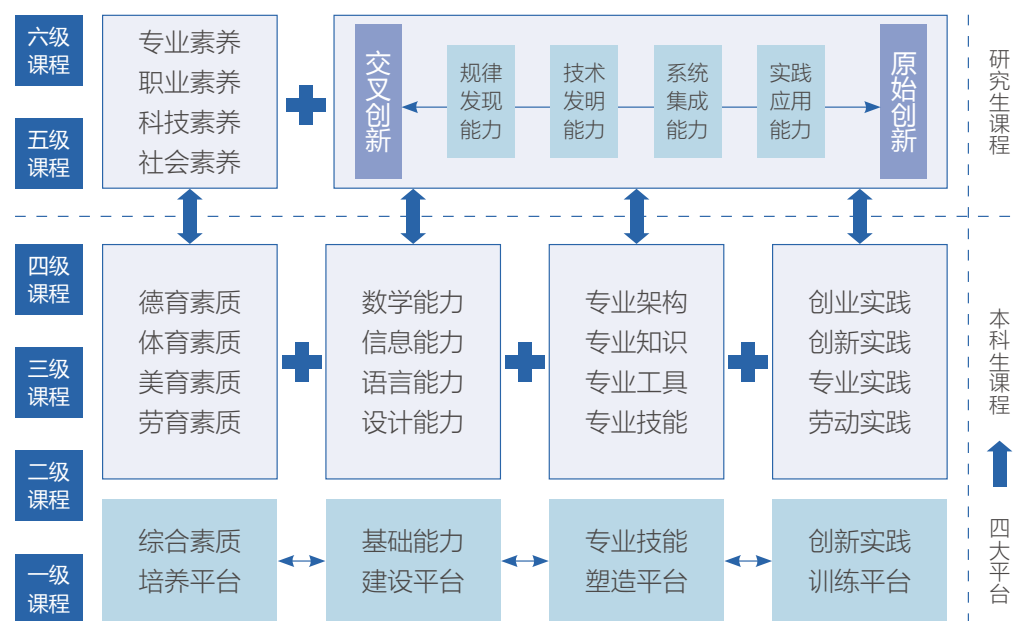 六级
课程
五级
课程
四级
课程
三级
课程
二级
课程
一级
课程
专业素养
职业素养
科技素养
社会素养
交叉创新
规律
发现
能力
技术
发明
能力
系统
集成
能力
实践
应用
能力
原始创新
研究生课程
德育素质
体育素质
美育素质
劳育素质
数学能力
信息能力
语言能力
设计能力
专业架构
专业知识
专业工具
专业技能
创业实践
创新实践
专业实践
劳动实践
本科生课程
综合素质
培养平台
基础能力
建设平台
专业技能
塑造平台
创新实践
训练平台
四大平台